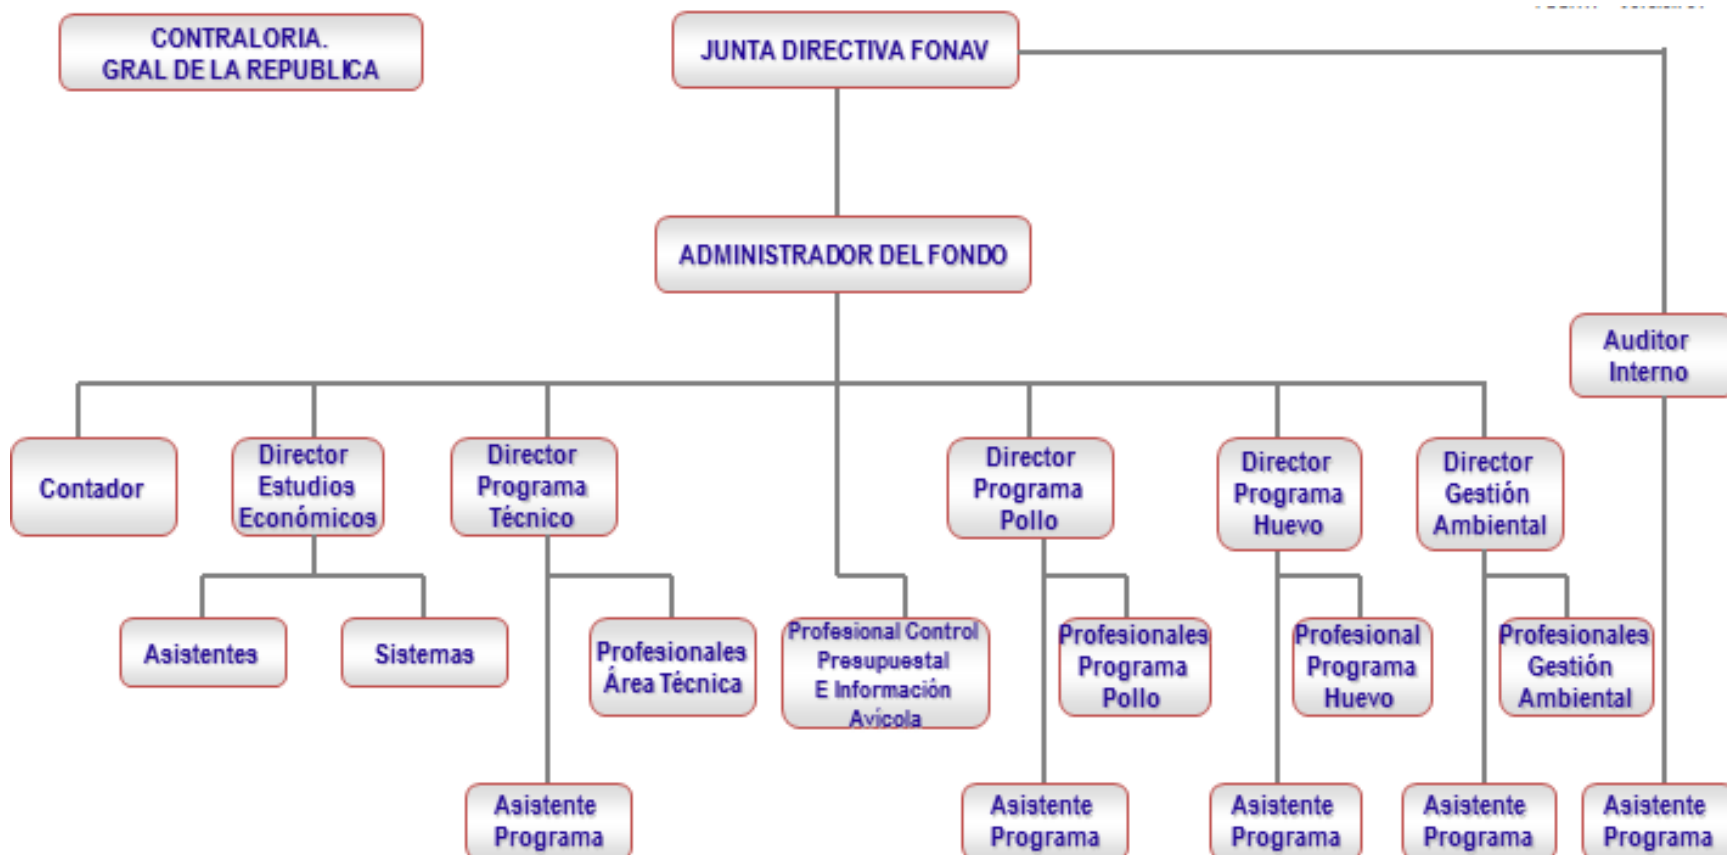 CONTRALORIA.
GRAL DE LA REPUBLICA
JUNTA DIRECTIVA FONAV
ADMINISTRADOR DEL FONDO
Auditor
Interno
Contador
Director
Estudios
Económicos
Director
Programa
Técnico
Director
Programa
Pollo
Director
Programa
Huevo
Director
Gestión
Ambiental
Asistentes
Sistemas
Profesionales
Área Técnica
Profesional Control
Presupuestal
E Información
Avícola
Profesionales
Programa
Pollo
Profesional
Programa
Huevo
Profesionales
Gestión
Ambiental
Asistente
Programa
Asistente
Programa
Asistente
Programa
Asistente
Programa
Asistente
Programa